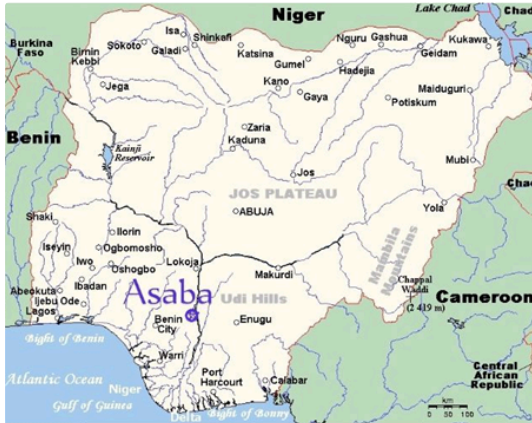 Niger
Lake Chad
Chad
Burkina
Faso
Isa
Sokoto
Shinkafi
Galadi
Katsina
Nguru
Gashua
Kukawa
Birnin
Kebbi
Gumel
Geidam
Hadejia
Jega
Kano
Gaya
Potiskum
Maiduguri
Benin
Zaria
Kaduna
Kainji
Reservoir
Mubi
Jos
JOS PLATEAU
Chad
ABUJA
Yola
Shaki
Ilorin
Iseyin
Ogbomosho
Iwo
Oshogbo
Lokoja
Makurdi
Mambila
Mountains
Chappal
Waddi
(2 419 m)
Cameroon
Abeokuta
Ibadan
Ijebu Ode
Lagos
Asaba
Udi Hills
Benin
City
Enugu
Bight of Benin
Warri
Port
Harcourt
Calabar
Central
African
Republic
Atlantic Ocean
Niger
Gulf of Guinea
Delta
Bight of Bonny
km
0 50 100